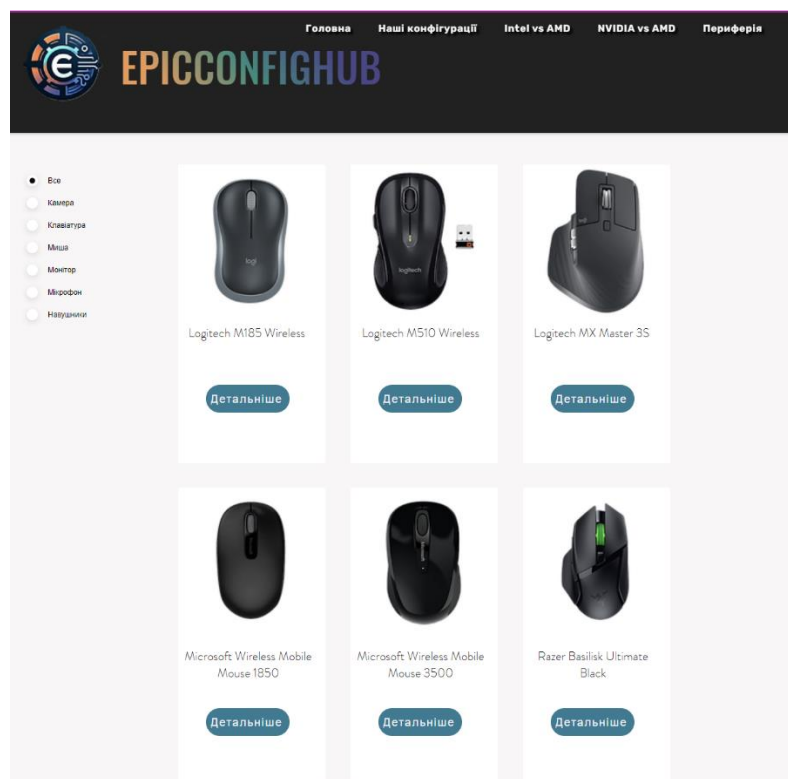 Головна Наші конфігурації Intel vs AMD NVIDIA vs AMD Периферія
EPICCONFIGHUB
Все
Камера
Клавіатура
Миша
Монітор
Мікрофон
Навушники
logi
logitech
Logitech M185 Wireless
Logitech M510 Wireless
Logitech MX Master 3S
Детальніше
Детальніше
Детальніше
Microsoft Wireless Mobile
Mouse 1850
Microsoft Wireless Mobile
Mouse 3500
Razer Basilisk Ultimate
Black
Детальніше
Детальніше
Детальніше